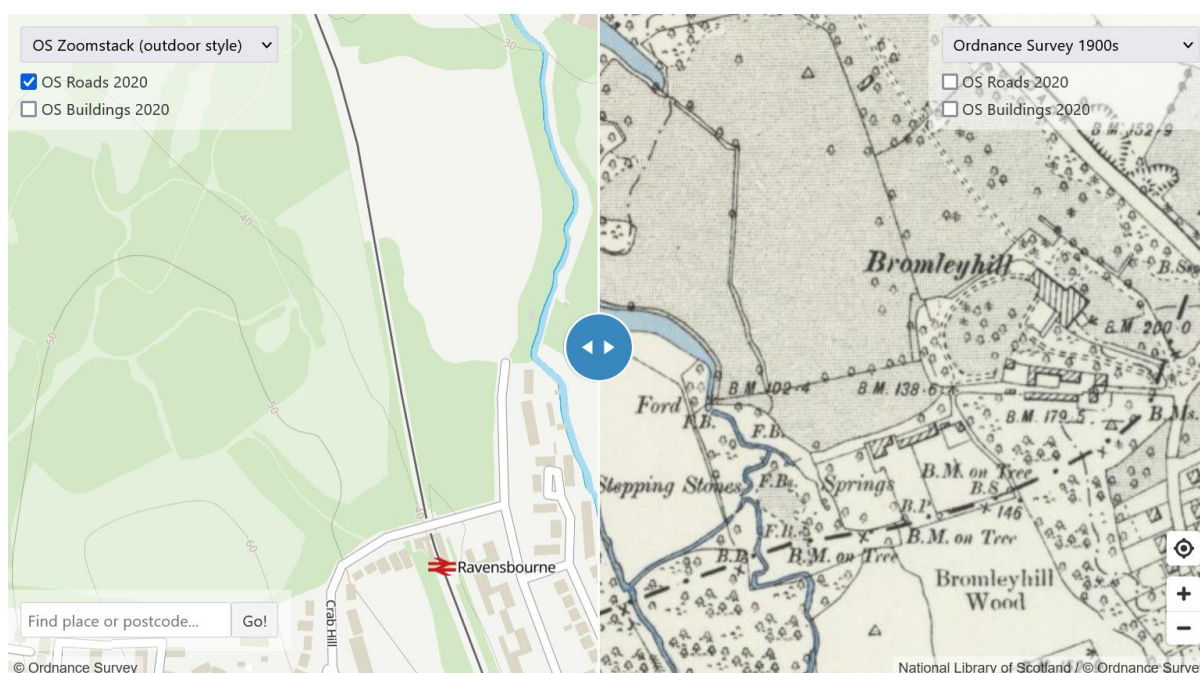 OS Zoomstack (outdoor style)
OS Roads 2020
OS Buildings 2020
30
40
50
50
40
60
Ravensbourne
Crab Hill
Find place or postcode...
Go!
© Ordnance Survey
Ordnance Survey 1900s
OS Roads 2020
OS Buildings 2020
B.M. 152·9
Bromleyhill
B.M. 200·0
B.M. 102·4
B.M. 138·6
Ford
F.B.
F.B.
B.M. 179·5
B.Ms.
Stepping Stones
F.B.
Springs
B.M. on Tree
B.S.
B.P.
146
F.B.
B.M. on Tree
B.P.
B.M. on Tree
Bromleyhill
Wood
National Library of Scotland / © Ordnance Survey